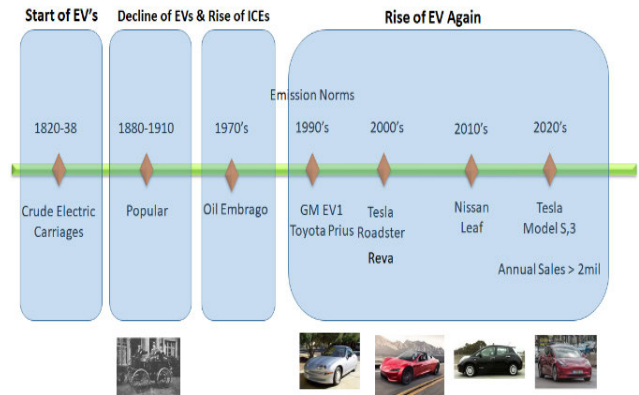 Start of EV's
Decline of EVs & Rise of ICEs
Rise of EV Again
Emission Norms
1820-38
1880-1910
1970's
1990's
2000's
2010's
2020's
Crude Electric
Carriages
Popular
Oil Embrago
GM EV1
Toyota Prius
Tesla
Roadster
Reva
Nissan
Leaf
Tesla
Model S,3
Annual Sales > 2mil